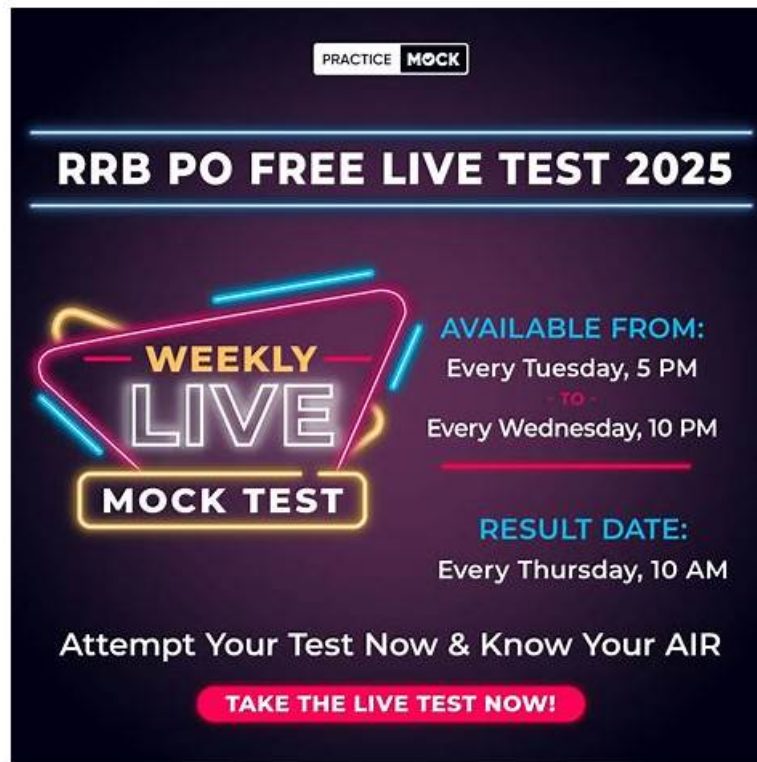 PRACTICE MOCK
RRB PO FREE LIVE TEST 2025
WEEKLY
LIVE
MOCK TEST
AVAILABLE FROM:
Every Tuesday, 5 PM
- TO -
Every Wednesday, 10 PM
RESULT DATE:
Every Thursday, 10 AM
Attempt Your Test Now & Know Your AIR
TAKE THE LIVE TEST NOW!